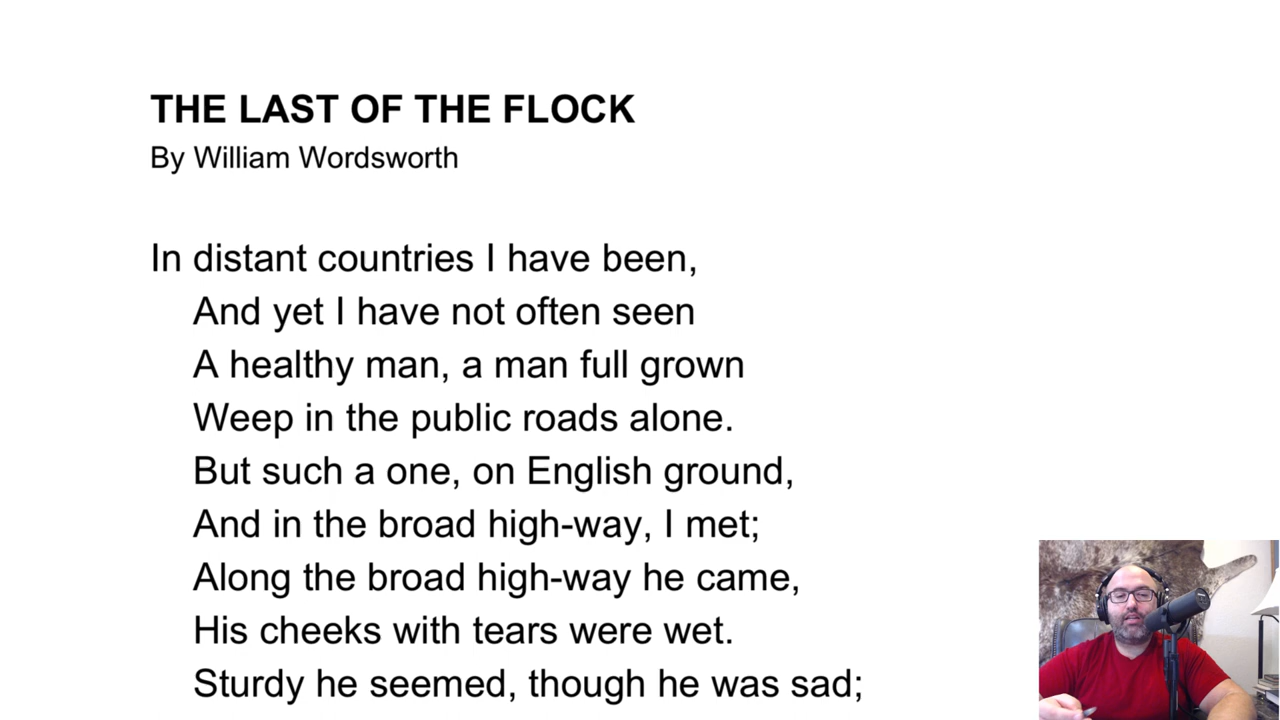 THE LAST OF THE FLOCK
By William Wordsworth
In distant countries I have been,
And yet I have not often seen
A healthy man, a man full grown
Weep in the public roads alone.
But such a one, on English ground,
And in the broad high-way, I met;
Along the broad high-way he came,
His cheeks with tears were wet.
Sturdy he seemed, though he was sad;